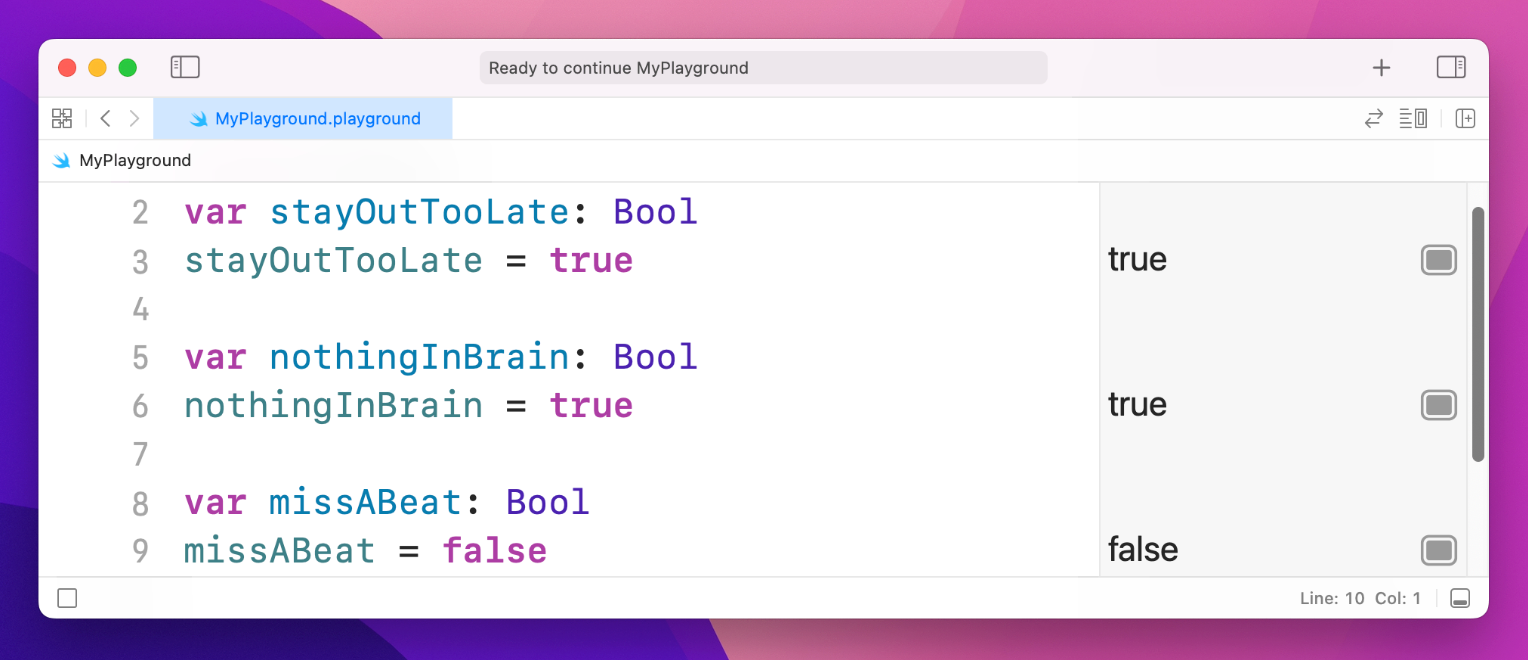 Ready to continue MyPlayground
MyPlayground.playground
MyPlayground
2 var stayOutTooLate: Bool
3 stayOutTooLate = true true
4
5 var nothingInBrain: Bool
6 nothingInBrain = true true
7
8 var missABeat: Bool
9 missABeat = false false
Line: 10 Col: 1